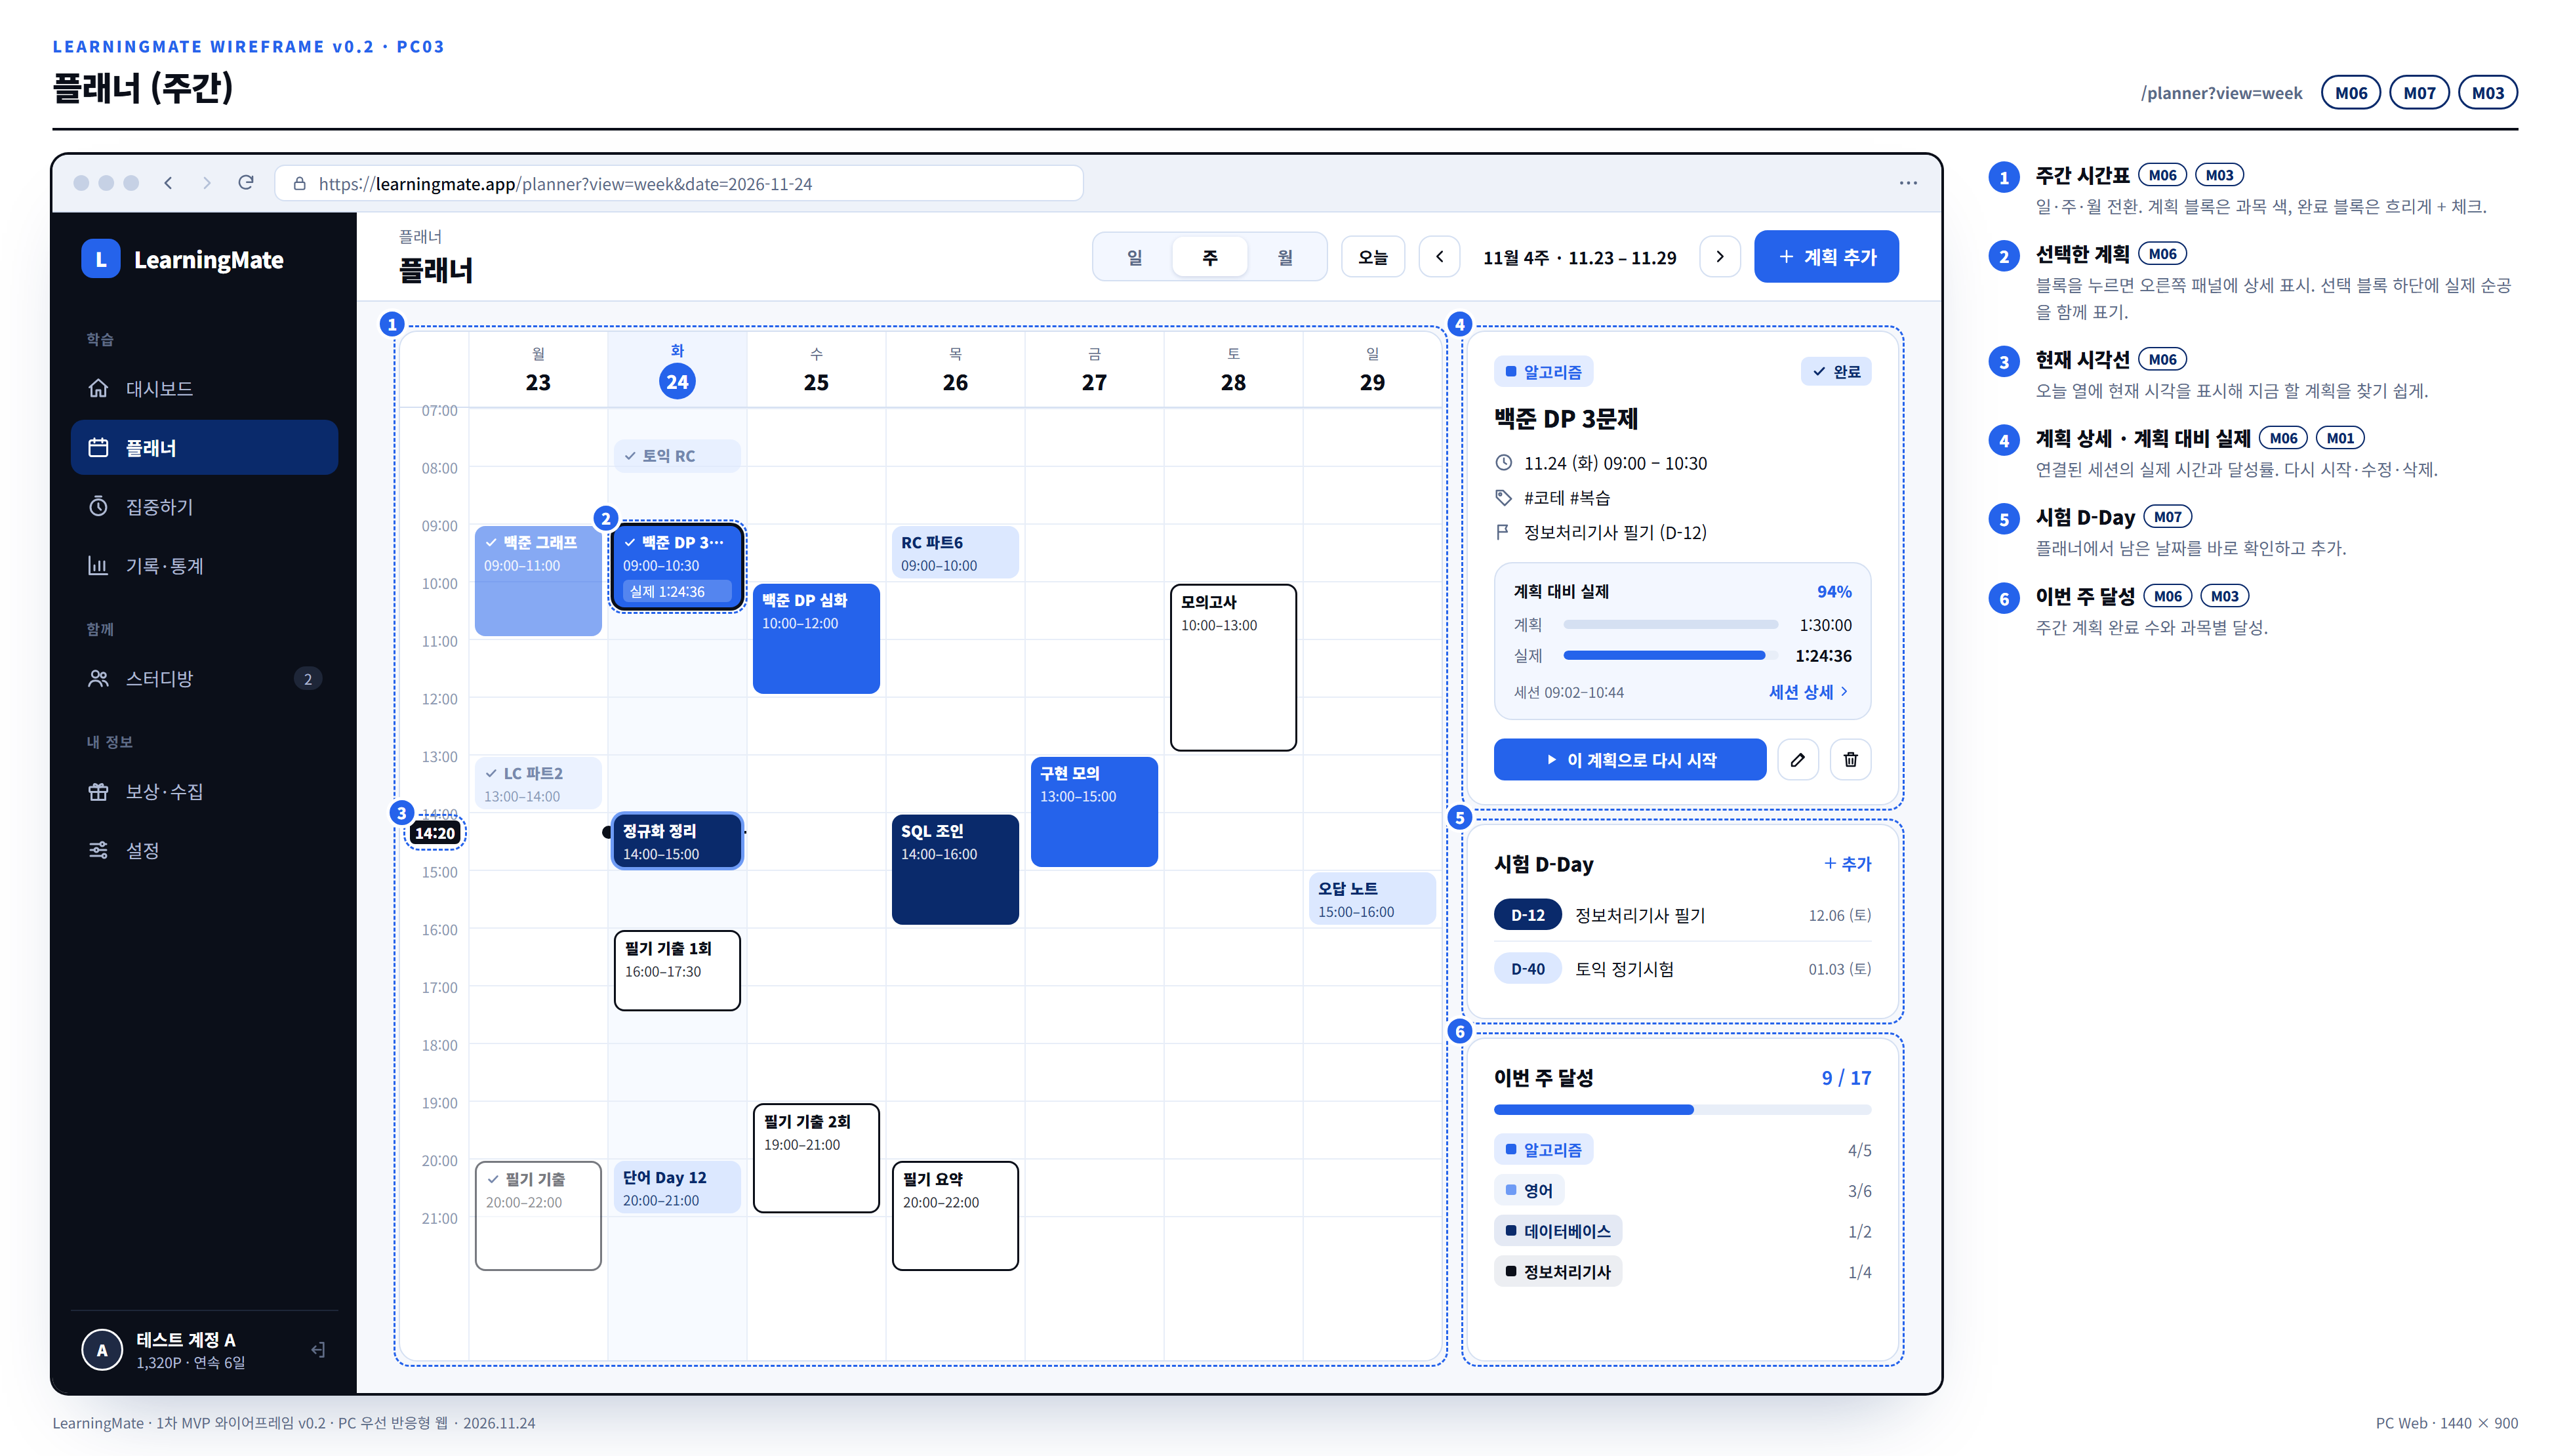 LEARNINGMATE WIREFRAME v0.2 · PC03
플래너 (주간)
/planner?view=week
M06
M07
M03
https://learningmate.app/planner?view=week&date=2026-11-24
L
LearningMate
학습
대시보드
플래너
집중하기
기록·통계
함께
스터디방
2
내 정보
보상·수집
설정
A
테스트 계정 A
1,320P · 연속 6일
플래너
플래너
일
주
월
오늘
11월 4주 · 11.23 – 11.29
+ 계획 추가
1
월
23
화
24
수
25
목
26
금
27
토
28
일
29
07:00
08:00
09:00
10:00
11:00
12:00
13:00
14:00
15:00
16:00
17:00
18:00
19:00
20:00
21:00
3
14:20
✓ 백준 그래프
09:00–11:00
✓ LC 파트2
13:00–14:00
✓ 필기 기출
20:00–22:00
✓ 토익 RC
2
✓ 백준 DP 3···
09:00–10:30
실제 1:24:36
정규화 정리
14:00–15:00
필기 기출 1회
16:00–17:30
단어 Day 12
20:00–21:00
백준 DP 심화
10:00–12:00
필기 기출 2회
19:00–21:00
RC 파트6
09:00–10:00
SQL 조인
14:00–16:00
필기 요약
20:00–22:00
구현 모의
13:00–15:00
모의고사
10:00–13:00
오답 노트
15:00–16:00
4
알고리즘
✓ 완료
백준 DP 3문제
11.24 (화) 09:00 – 10:30
#코테 #복습
정보처리기사 필기 (D-12)
계획 대비 실제
94%
계획
1:30:00
실제
1:24:36
세션 09:02–10:44
세션 상세
이 계획으로 다시 시작
5
시험 D-Day
+ 추가
D-12
정보처리기사 필기
12.06 (토)
D-40
토익 정기시험
01.03 (토)
6
이번 주 달성
9 / 17
알고리즘
4/5
영어
3/6
데이터베이스
1/2
정보처리기사
1/4
1
주간 시간표
M06
M03
일·주·월 전환. 계획 블록은 과목 색, 완료 블록은 흐리게 + 체크.
2
선택한 계획
M06
블록을 누르면 오른쪽 패널에 상세 표시. 선택 블록 하단에 실제 순공
을 함께 표기.
3
현재 시각선
M06
오늘 열에 현재 시각을 표시해 지금 할 계획을 찾기 쉽게.
4
계획 상세 · 계획 대비 실제
M06
M01
연결된 세션의 실제 시간과 달성률. 다시 시작·수정·삭제.
5
시험 D-Day
M07
플래너에서 남은 날짜를 바로 확인하고 추가.
6
이번 주 달성
M06
M03
주간 계획 완료 수와 과목별 달성.
LearningMate · 1차 MVP 와이어프레임 v0.2 · PC 우선 반응형 웹 · 2026.11.24
PC Web · 1440 × 900